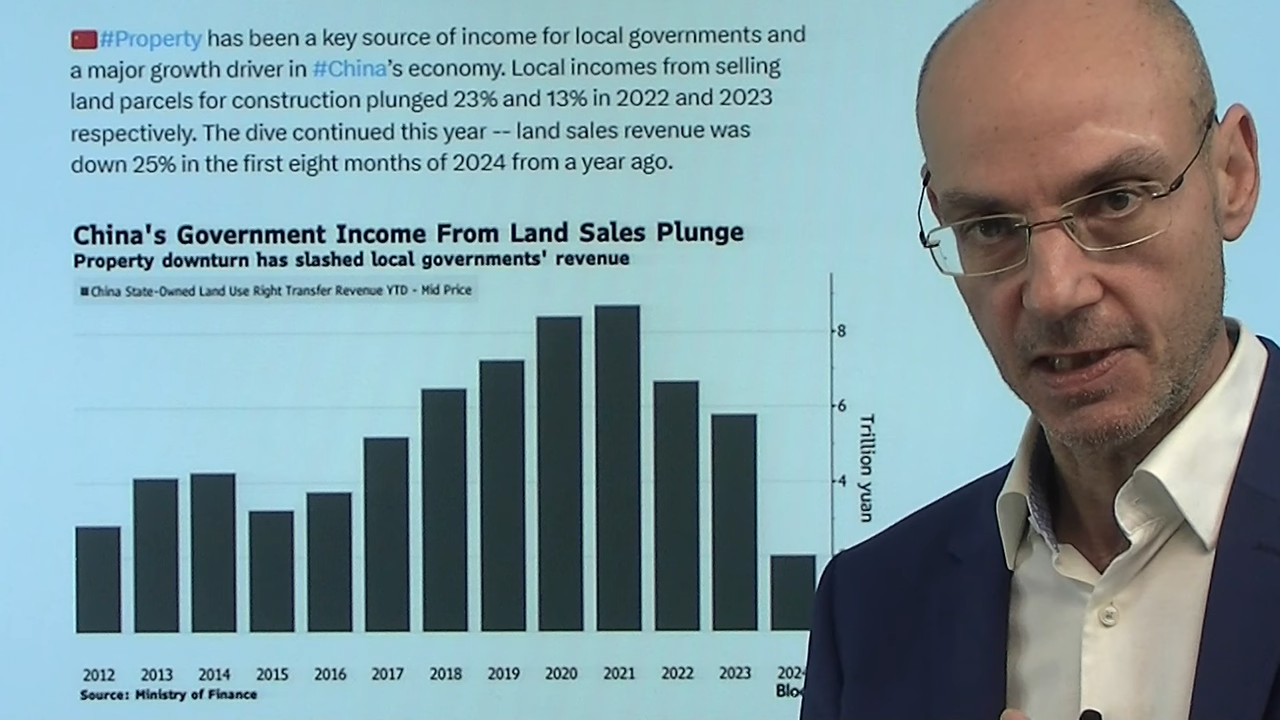 #Property has been a key source of income for local governments and
a major growth driver in #China's economy. Local incomes from selling
land parcels for construction plunged 23% and 13% in 2022 and 2023
respectively. The dive continued this year -- land sales revenue was
down 25% in the first eight months of 2024 from a year ago.
China's Government Income From Land Sales Plunge
Property downturn has slashed local governments' revenue
China State-Owned Land Use Right Transfer Revenue YTD - Mid Price
8
6
4
Trillion yuan
2012 2013 2014 2015 2016 2017 2018 2019 2020 2021 2022 2023
Source: Ministry of Finance